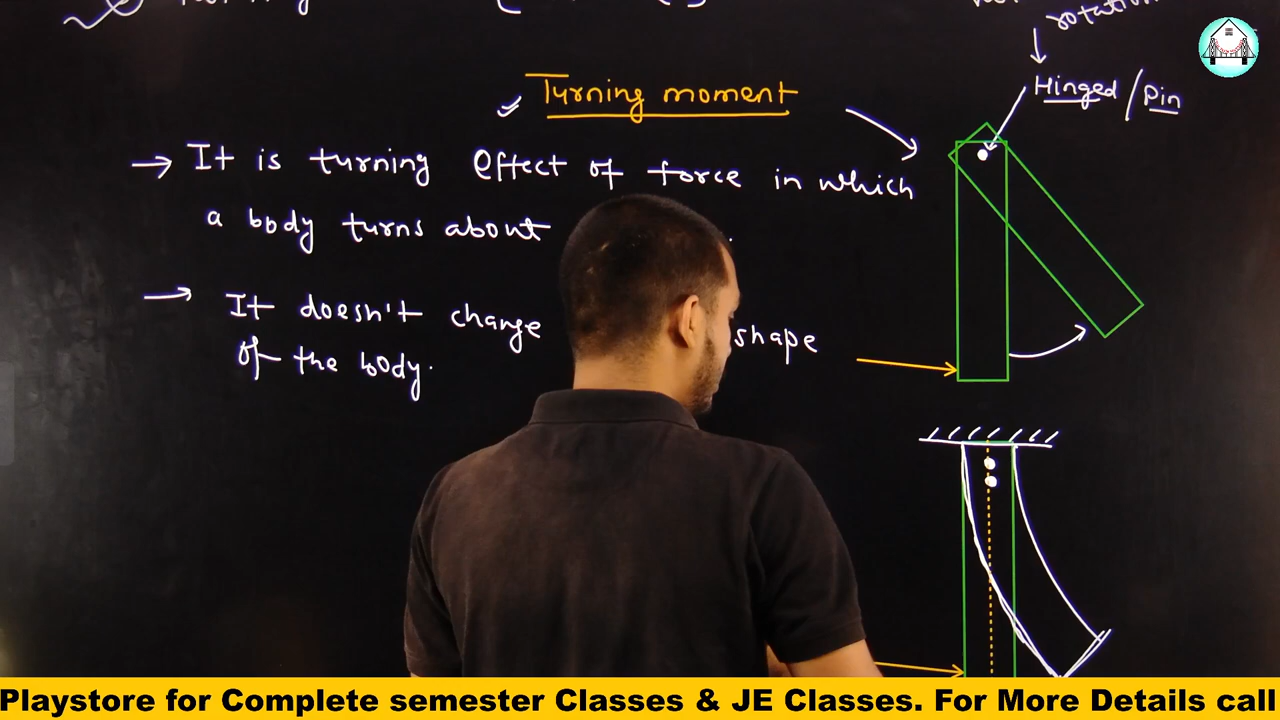 rotation
Hinged / Pin
Turning moment
→ It is turning effect of force in which
a body turns about
→ It doesn't change shape
of the body.
Playstore for Complete semester Classes & JE Classes. For More Details call